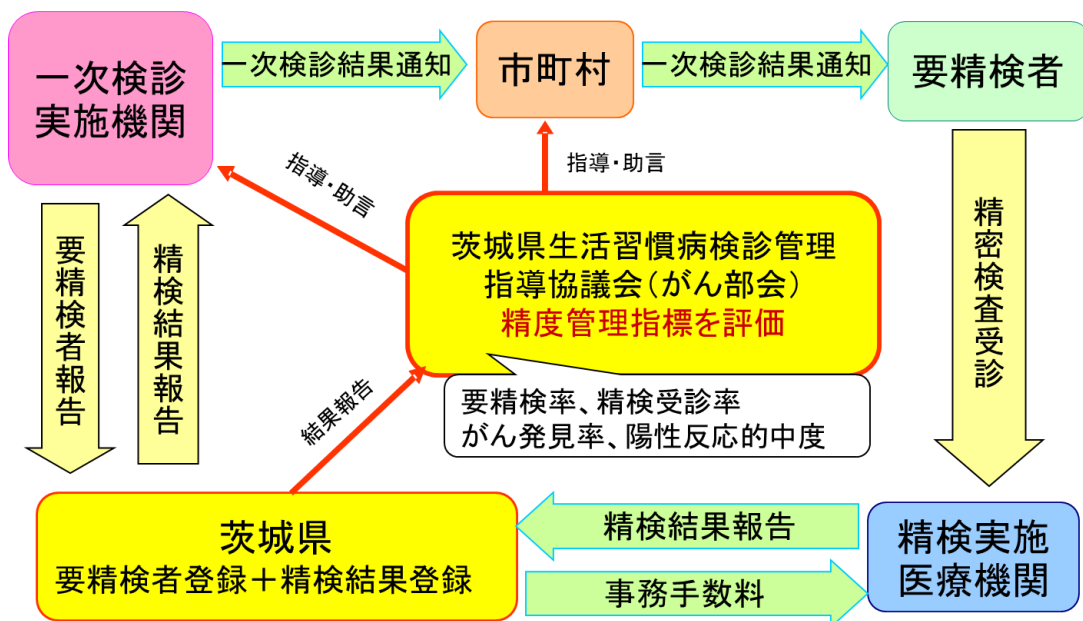 一次検診
実施機関
一次検診結果通知
市町村
一次検診結果通知
要精検者
指導・助言
指導・助言
要精検者報告
精検結果報告
茨城県生活習慣病検診管理
指導協議会(がん部会)
精度管理指標を評価
精密検査受診
結果報告
要精検率、精検受診率
がん発見率、陽性反応的中度
茨城県
要精検者登録+精検結果登録
精検結果報告
事務手数料
精検実施
医療機関